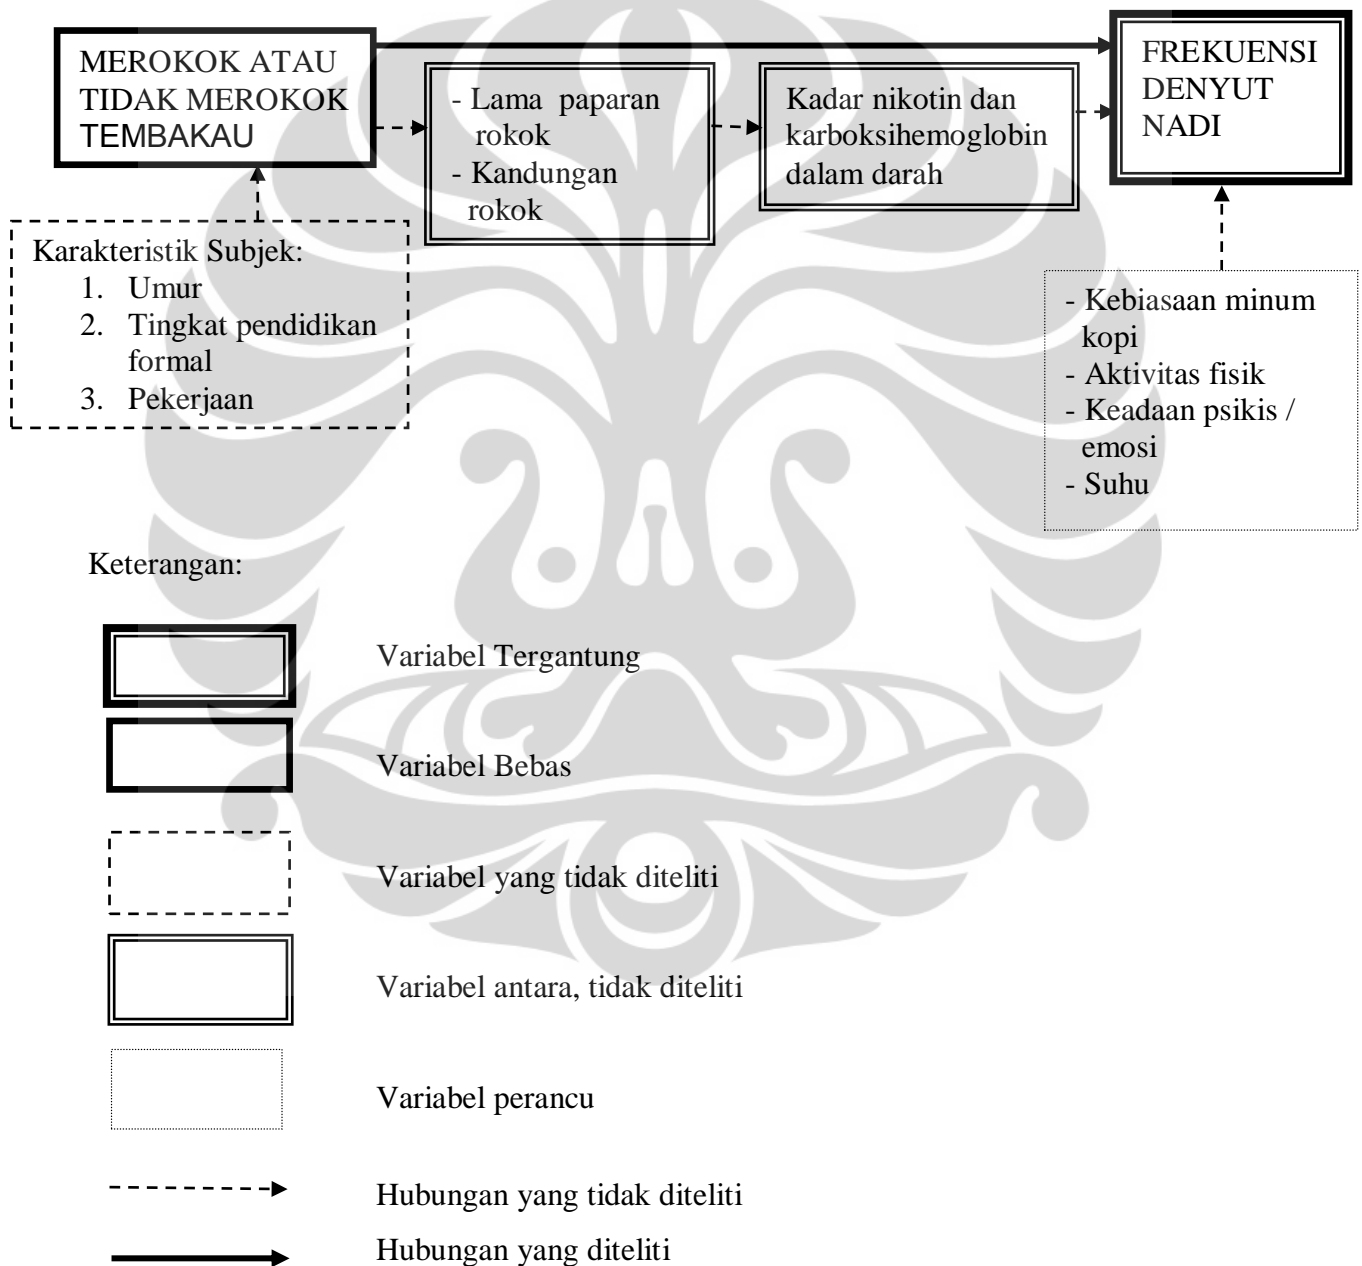 MEROKOK ATAU
TIDAK MEROKOK
TEMBAKAU
- Lama paparan
rokok
- Kandungan
rokok
Kadar nikotin dan
karboksihemoglobin
dalam darah
FREKUENSI
DENYUT
NADI
Karakteristik Subjek:
1. Umur
2. Tingkat pendidikan
formal
3. Pekerjaan
- Kebiasaan minum
kopi
- Aktivitas fisik
- Keadaan psikis /
emosi
- Suhu
Keterangan:
Variabel Tergantung
Variabel Bebas
Variabel yang tidak diteliti
Variabel antara, tidak diteliti
Variabel perancu
Hubungan yang tidak diteliti
Hubungan yang diteliti